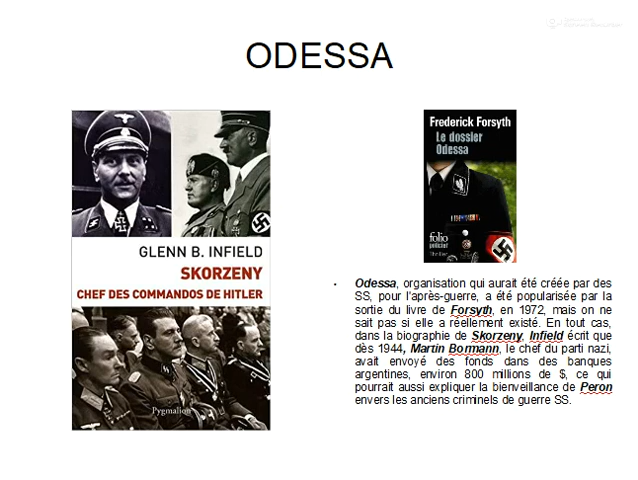 ODESSA
GLENN B. INFIELD
SKORZENY
CHEF DES COMMANDOS DE HITLER
Pygmalion
Frederick Forsyth
Le dossier
Odessa
folio
policier
• Odessa, organisation qui aurait été créée par des
SS, pour l'après-guerre, a été popularisée par la
sortie du livre de Forsyth, en 1972, mais on ne
sait pas si elle a réellement existé. En tout cas,
dans la biographie de Skorzeny, Infield écrit que
dès 1944, Martin Bormann, le chef du parti nazi,
avait envoyé des fonds dans des banques
argentines, environ 800 millions de $, ce qui
pourrait aussi expliquer la bienveillance de Peron
envers les anciens criminels de guerre SS.